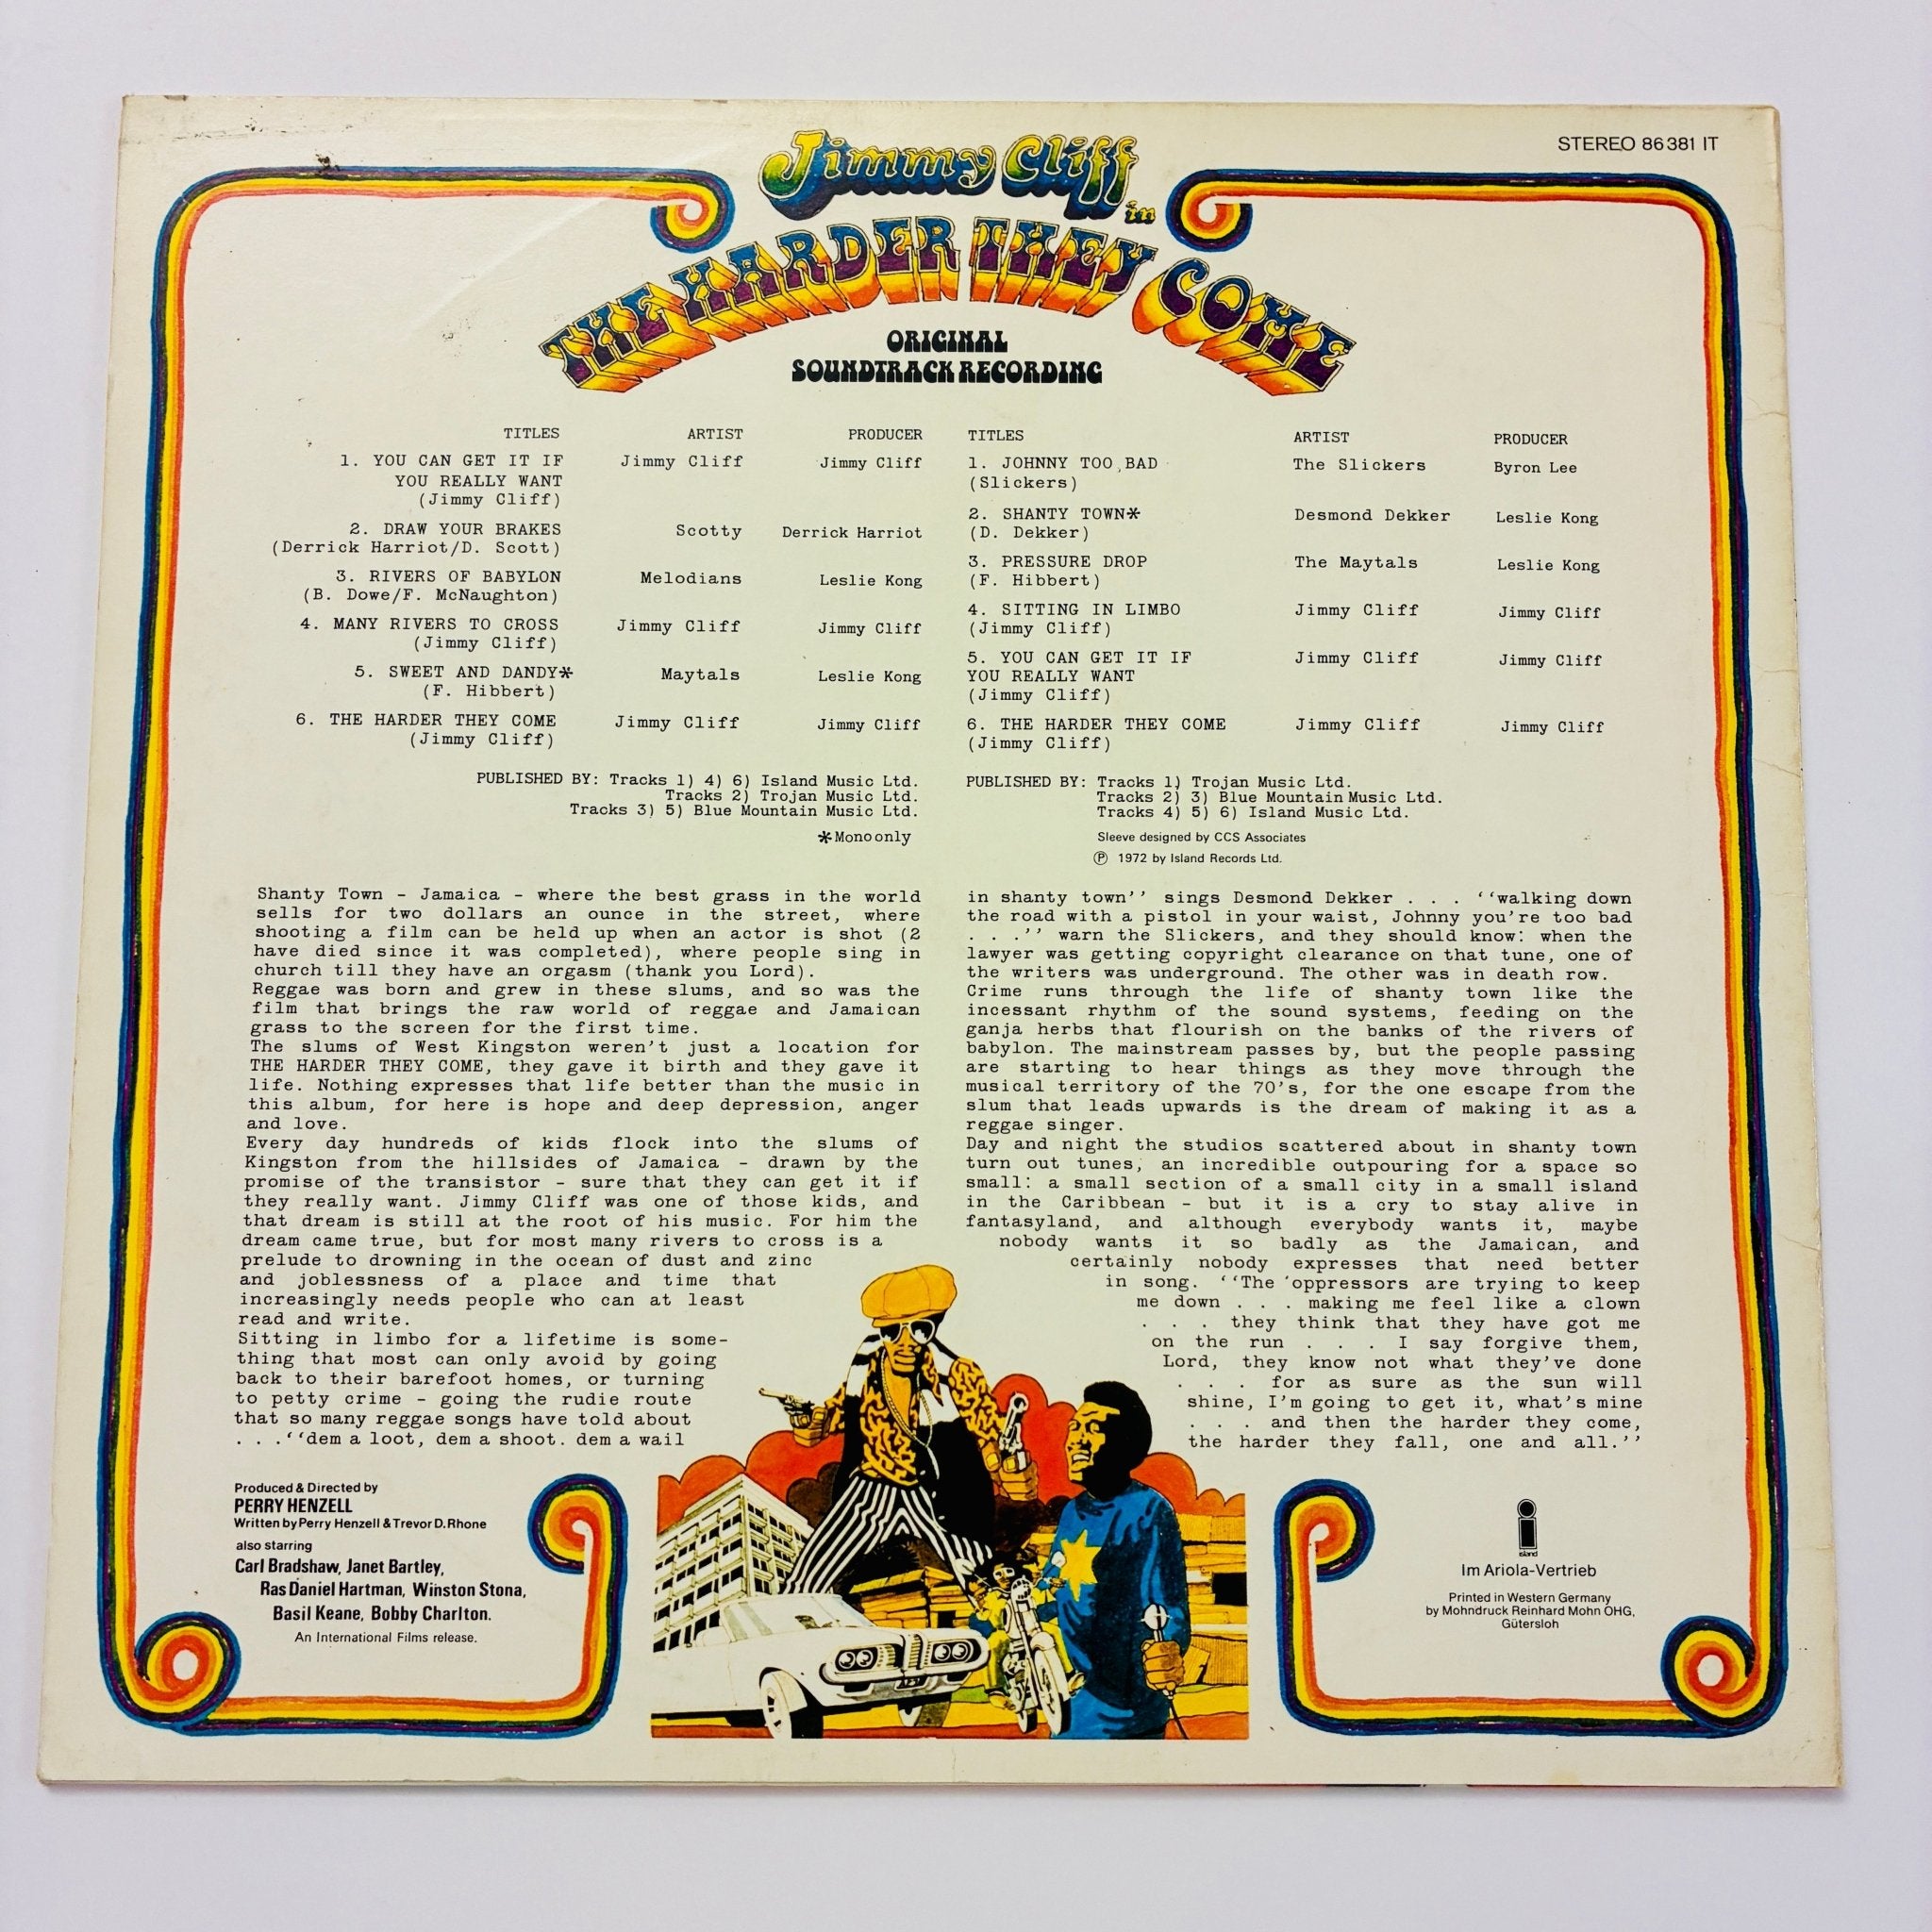 STEREO 86 381 IT
Jimmy Cliff
in
THE HARDER THEY COME
ORIGINAL
SOUNDTRACK RECORDING
TITLES ARTIST PRODUCER
1. YOU CAN GET IT IF Jimmy Cliff Jimmy Cliff
YOU REALLY WANT
(Jimmy Cliff)
2. DRAW YOUR BRAKES Scotty Derrick Harriot
(Derrick Harriot/D. Scott)
3. RIVERS OF BABYLON Melodians Leslie Kong
(B. Dowe/F. McNaughton)
4. MANY RIVERS TO CROSS Jimmy Cliff Jimmy Cliff
(Jimmy Cliff)
5. SWEET AND DANDY* Maytals Leslie Kong
(F. Hibbert)
6. THE HARDER THEY COME Jimmy Cliff Jimmy Cliff
(Jimmy Cliff)
PUBLISHED BY: Tracks 1) 4) 6) Island Music Ltd.
Tracks 2) Trojan Music Ltd.
Tracks 3) 5) Blue Mountain Music Ltd.
*Mono only
TITLES ARTIST PRODUCER
1. JOHNNY TOO BAD The Slickers Byron Lee
(Slickers)
2. SHANTY TOWN* Desmond Dekker Leslie Kong
(D. Dekker)
3. PRESSURE DROP The Maytals Leslie Kong
(F. Hibbert)
4. SITTING IN LIMBO Jimmy Cliff Jimmy Cliff
(Jimmy Cliff)
5. YOU CAN GET IT IF Jimmy Cliff Jimmy Cliff
YOU REALLY WANT
(Jimmy Cliff)
6. THE HARDER THEY COME Jimmy Cliff Jimmy Cliff
(Jimmy Cliff)
PUBLISHED BY: Tracks 1) Trojan Music Ltd.
Tracks 2) 3) Blue Mountain Music Ltd.
Tracks 4) 5) 6) Island Music Ltd.
Sleeve designed by CCS Associates
℗ 1972 by Island Records Ltd.
Shanty Town – Jamaica – where the best grass in the world
sells for two dollars an ounce in the street, where
shooting a film can be held up when an actor is shot (2
have died since it was completed), where people sing in
church till they have an orgasm (thank you Lord).
Reggae was born and grew in these slums, and so was the
film that brings the raw world of reggae and Jamaican
grass to the screen for the first time.
The slums of West Kingston weren't just a location for
THE HARDER THEY COME, they gave it birth and they gave it
life. Nothing expresses that life better than the music in
this album, for here is hope and deep depression, anger
and love.
Every day hundreds of kids flock into the slums of
Kingston from the hillsides of Jamaica – drawn by the
promise of the transistor – sure that they can get it if
they really want. Jimmy Cliff was one of those kids, and
that dream is still at the root of his music. For him the
dream came true, but for most many rivers to cross is a
prelude to drowning in the ocean of dust and zinc
and joblessness of a place and time that
increasingly needs people who can at least
read and write.
Sitting in limbo for a lifetime is some-
thing that most can only avoid by going
back to their barefoot homes, or turning
to petty crime – going the rudie route
that so many reggae songs have told about
. . .‘‘dem a loot, dem a shoot. dem a wail
in shanty town’’ sings Desmond Dekker . . . ‘‘walking down
the road with a pistol in your waist, Johnny you're too bad
. . .’’ warn the Slickers, and they should know: when the
lawyer was getting copyright clearance on that tune, one of
the writers was underground. The other was in death row.
Crime runs through the life of shanty town like the
incessant rhythm of the sound systems, feeding on the
ganja herbs that flourish on the banks of the rivers of
babylon. The mainstream passes by, but the people passing
are starting to hear things as they move through the
musical territory of the 70's, for the one escape from the
slum that leads upwards is the dream of making it as a
reggae singer.
Day and night the studios scattered about in shanty town
turn out tunes, an incredible outpouring for a space so
small: a small section of a small city in a small island
in the Caribbean – but it is a cry to stay alive in
fantasyland, and although everybody wants it, maybe
nobody wants it so badly as the Jamaican, and
certainly nobody expresses that need better
in song. ‘‘The oppressors are trying to keep
me down . . . making me feel like a clown
. . . they think that they have got me
on the run . . . I say forgive them,
Lord, they know not what they've done
. . . for as sure as the sun will
shine, I'm going to get it, what's mine
. . . and then the harder they come,
the harder they fall, one and all.’’
Produced & Directed by
PERRY HENZELL
Written by Perry Henzell & Trevor D. Rhone
also starring
Carl Bradshaw, Janet Bartley,
Ras Daniel Hartman, Winston Stona,
Basil Keane, Bobby Charlton.
An International Films release.
island
Im Ariola-Vertrieb
Printed in Western Germany
by Mohndruck Reinhard Mohn OHG,
Gütersloh